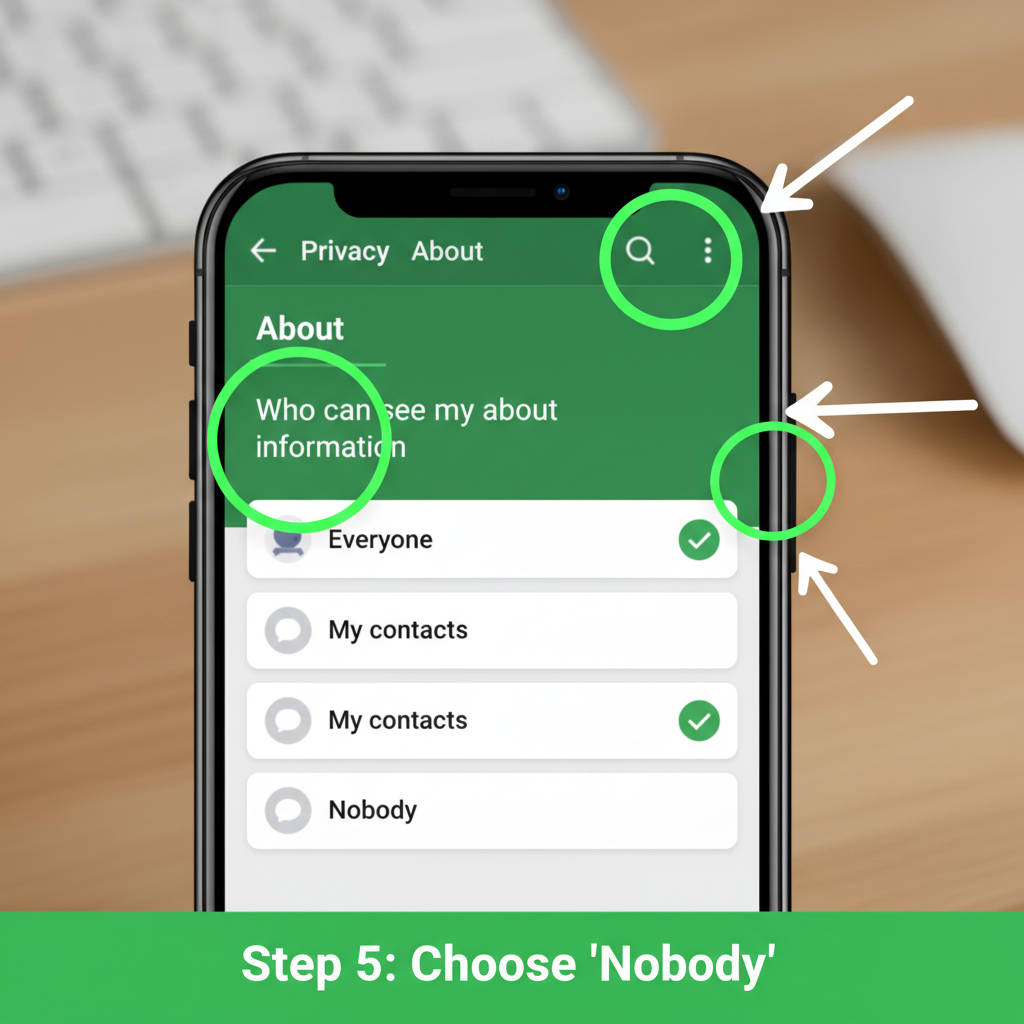 Privacy About
About
Who can see my about
information
Everyone
My contacts
My contacts
Nobody
Step 5: Choose 'Nobody'